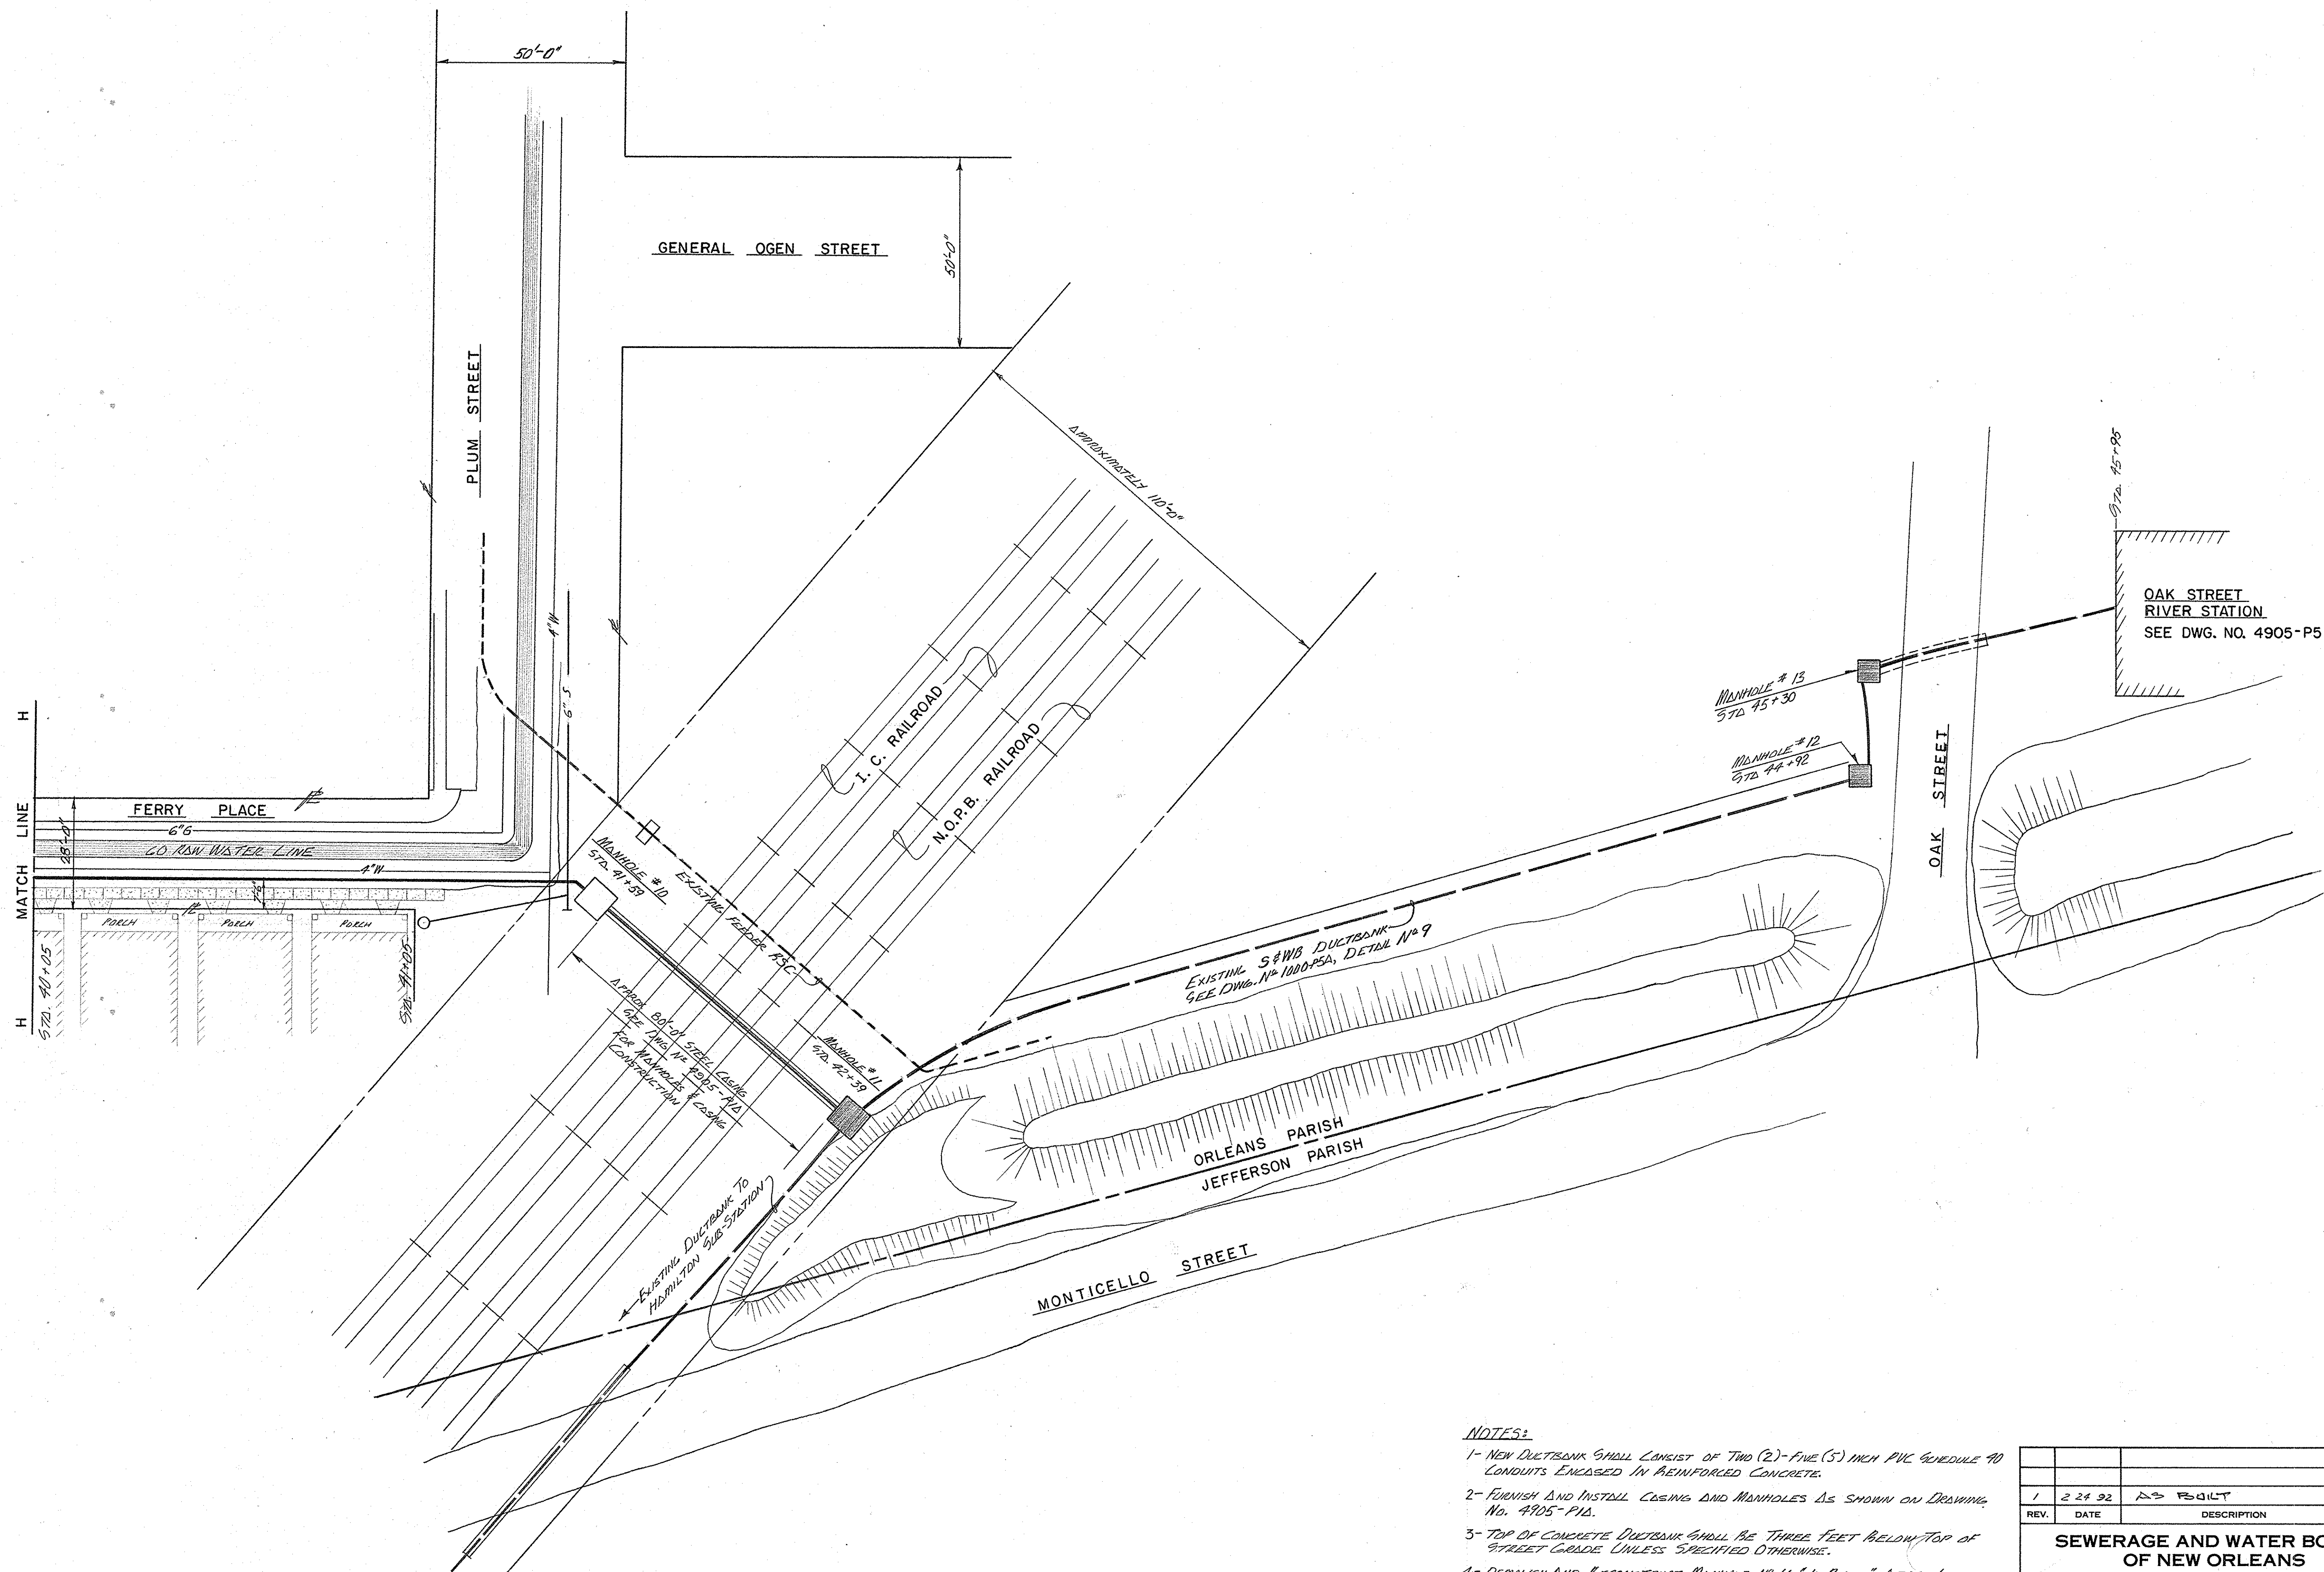 50'-0"
GENERAL OGEN STREET
50'-0"
PLUM STREET
APPROXIMATELY 110'-0"
STA. 45+95
OAK STREET
RIVER STATION
SEE DWG. NO. 4905-P5
MANHOLE # 13
STA 45+30
MANHOLE # 12
STA 44+92
OAK STREET
4"W
6" S
I. C. RAILROAD
N.O.P.B. RAILROAD
H MATCH LINE H
FERRY PLACE
6"G
28'-0"
60 RAW WATER LINE
4"W
PORCH
PORCH
PORCH
STA. 40+05
STA. 41+05
MANHOLE #10
STA. 41+59
EXISTING FEEDER RSC
APPROX 80'-0" STEEL CASING
SEE DWG. Nº 4905-P1A
FOR MANHOLES & CASING
CONSTRUCTION
MANHOLE # 11
STA. 42+39
EXISTING S&WB DUCTBANK
SEE DWG. Nº 1000-P5A, DETAIL Nº 9
ORLEANS PARISH
JEFFERSON PARISH
EXISTING DUCTBANK TO
HAMILTON SUB-STATION
MONTICELLO STREET
NOTES:
1- NEW DUCTBANK SHALL CONSIST OF TWO (2)-FIVE (5) INCH PVC SCHEDULE 40
CONDUITS ENCASED IN REINFORCED CONCRETE.
2- FURNISH AND INSTALL CASING AND MANHOLES AS SHOWN ON DRAWING
No. 4905-P1A.
3- TOP OF CONCRETE DUCTBANK SHALL BE THREE FEET BELOW TOP OF
STREET GRADE UNLESS SPECIFIED OTHERWISE.
1 2 24 92 AS BUILT
REV. DATE DESCRIPTION
SEWERAGE AND WATER BO
OF NEW ORLEANS